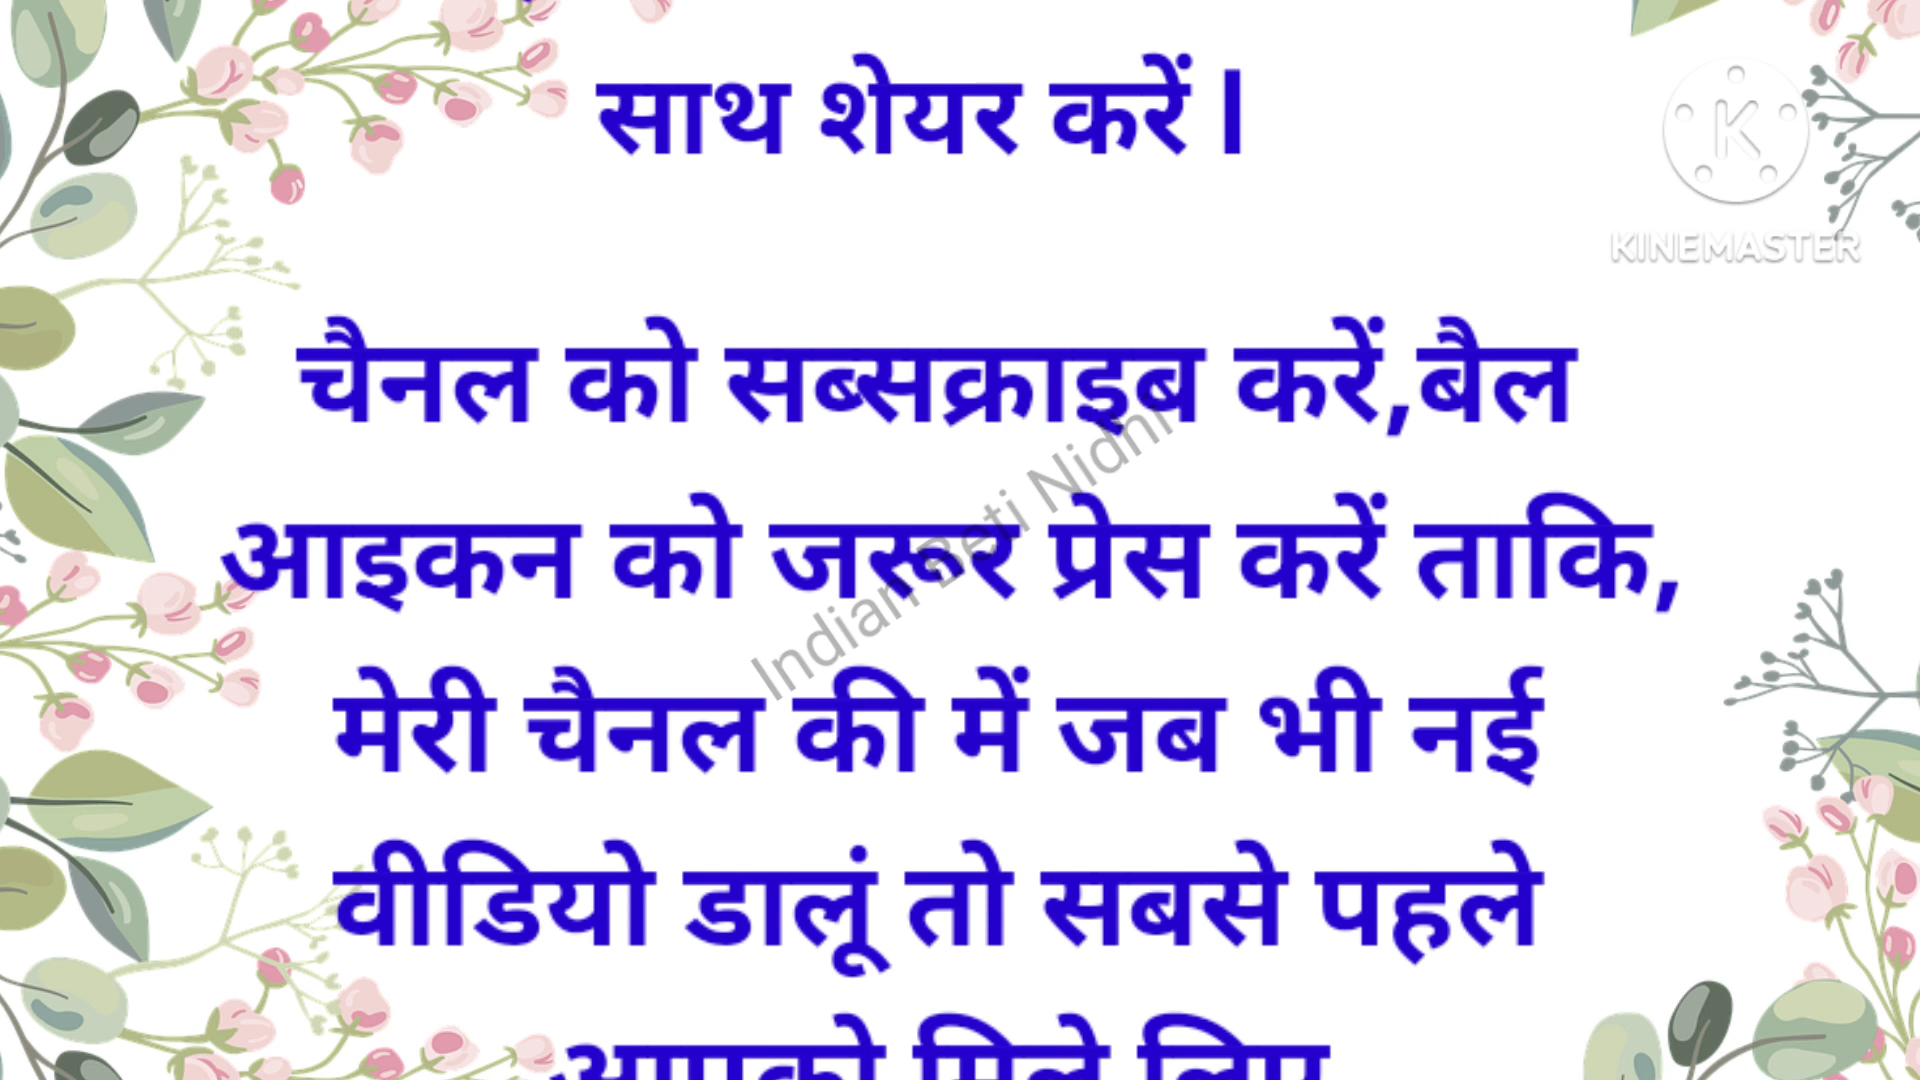 साथ शेयर करें l
K
KINEMASTER
चैनल को सब्सक्राइब करें,बैल
आइकन को जरूर प्रेस करें ताकि,
मेरी चैनल की में जब भी नई
वीडियो डालूं तो सबसे पहले
आपको मिले लिए
Indian Beti Nidhi